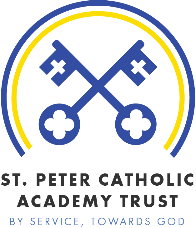 ST. PETER CATHOLIC
ACADEMY TRUST
BY SERVICE, TOWARDS GOD